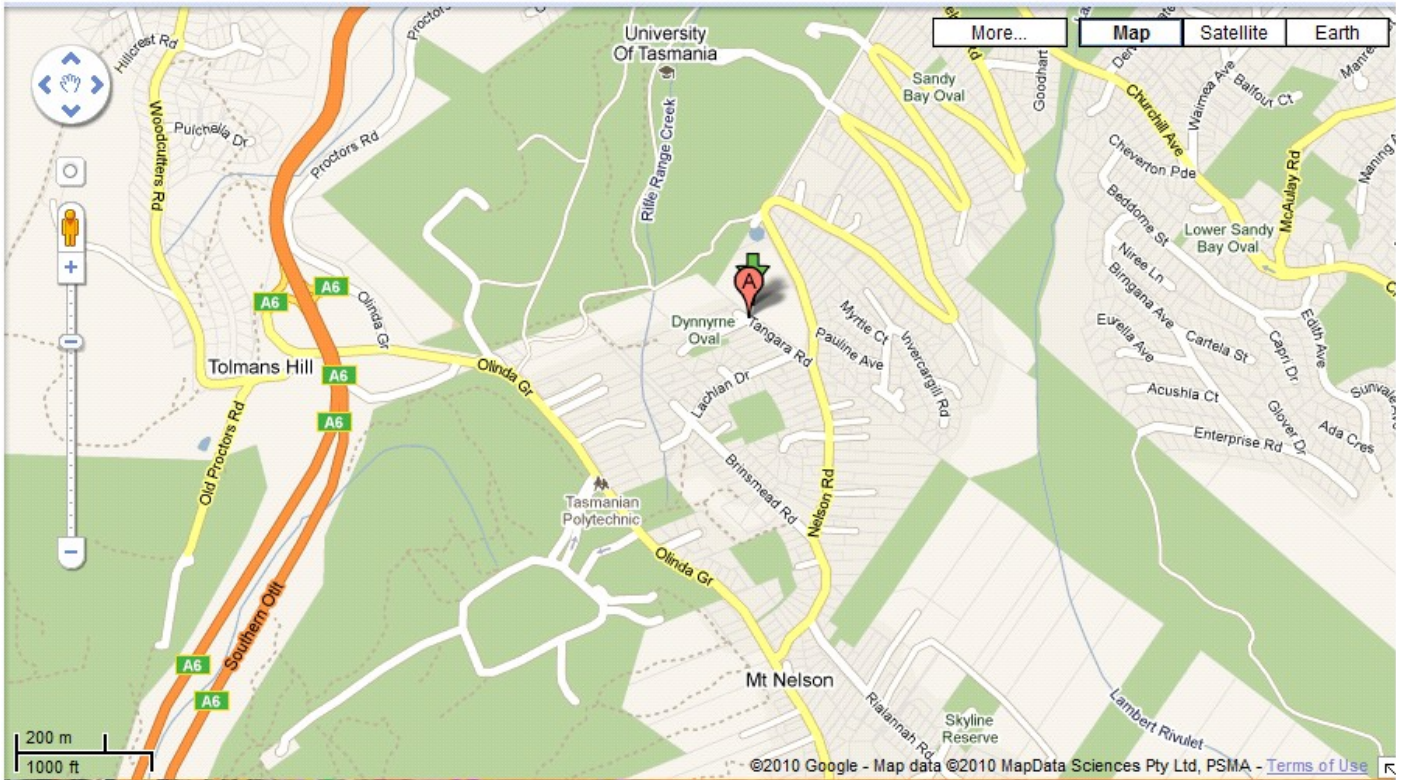 More...
Map
Satellite
Earth
University
Of Tasmania
Hillcrest Rd
Proctors
Sandy
Bay Oval
Goodhart
Churchill Ave
Waimea Ave
Balfour Ct
Woodcutters Rd
Pulchella Dr
Proctors Rd
Rifle Range Creek
Cheverton Pde
Beddome St
McAulay Rd
Lower Sandy
Bay Oval
Niree Ln
Birngana Ave
A6
A6
Olinda Gr
A
Dynnyrne
Oval
Tangara Rd
Myrtle Ct
Pauline Ave
Invercargill Rd
Eurella Ave
Cartela St
Capri Dr
Edith Ave
Tolmans Hill
A6
Olinda Gr
Lachlan Dr
Acushla Ct
Glover Dr
Ada Cres
Enterprise Rd
A6
Old Proctors Rd
Brinsmead Rd
Nelson Rd
Tasmanian
Polytechnic
Olinda Gr
Southern Otlt
A6
A6
Mt Nelson
Rialannah Rd
Skyline
Reserve
Lambert Rivulet
200 m
1000 ft
©2010 Google - Map data ©2010 MapData Sciences Pty Ltd, PSMA - Terms of Use